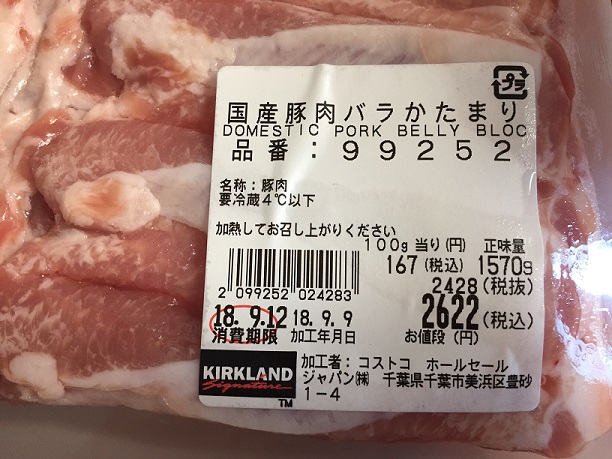 プラ
国産豚肉バラかたまり
DOMESTIC PORK BELLY BLOC
品番:99252
名称:豚肉
要冷蔵4℃以下
加熱してお召し上がりください
100g当り(円) 正味量
167(税込) 1570g
2428(税抜)
2622(税込)
お値段(円)
2 099252 024283
18. 9.12 18. 9. 9
消費期限 加工年月日
KIRKLAND
Signature
TM
加工者:コストコ ホールセール
ジャパン㈱ 千葉県千葉市美浜区豊砂
1-4